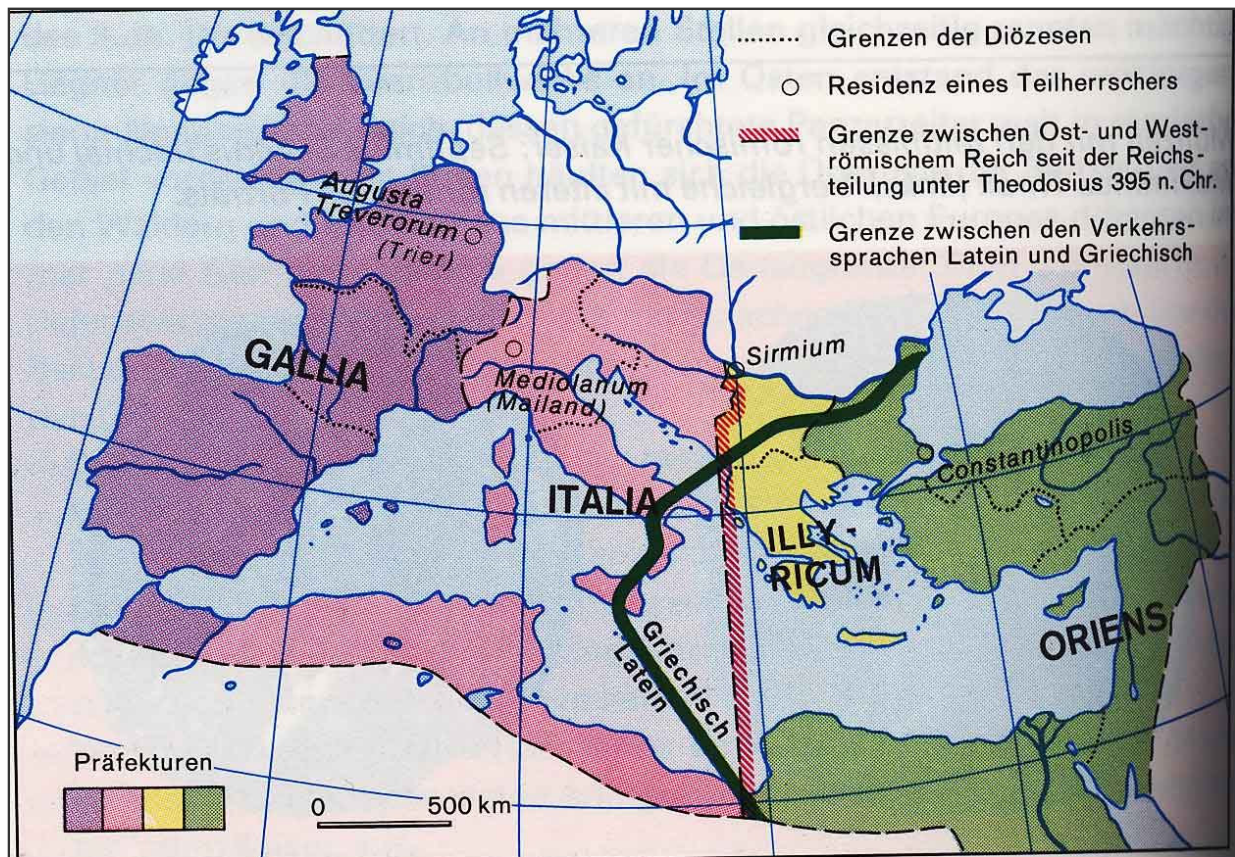 Grenzen der Diözesen
Residenz eines Teilherrschers
Grenze zwischen Ost- und West-
römischem Reich seit der Reichs-
teilung unter Theodosius 395 n. Chr.
Grenze zwischen den Verkehrs-
sprachen Latein und Griechisch
Augusta
Treverorum
(Trier)
GALLIA
Mediolanum
(Mailand)
Sirmium
Constantinopolis
ITALIA
ILLY-
RICUM
ORIENS
Griechisch
Latein
Präfekturen
0 500 km